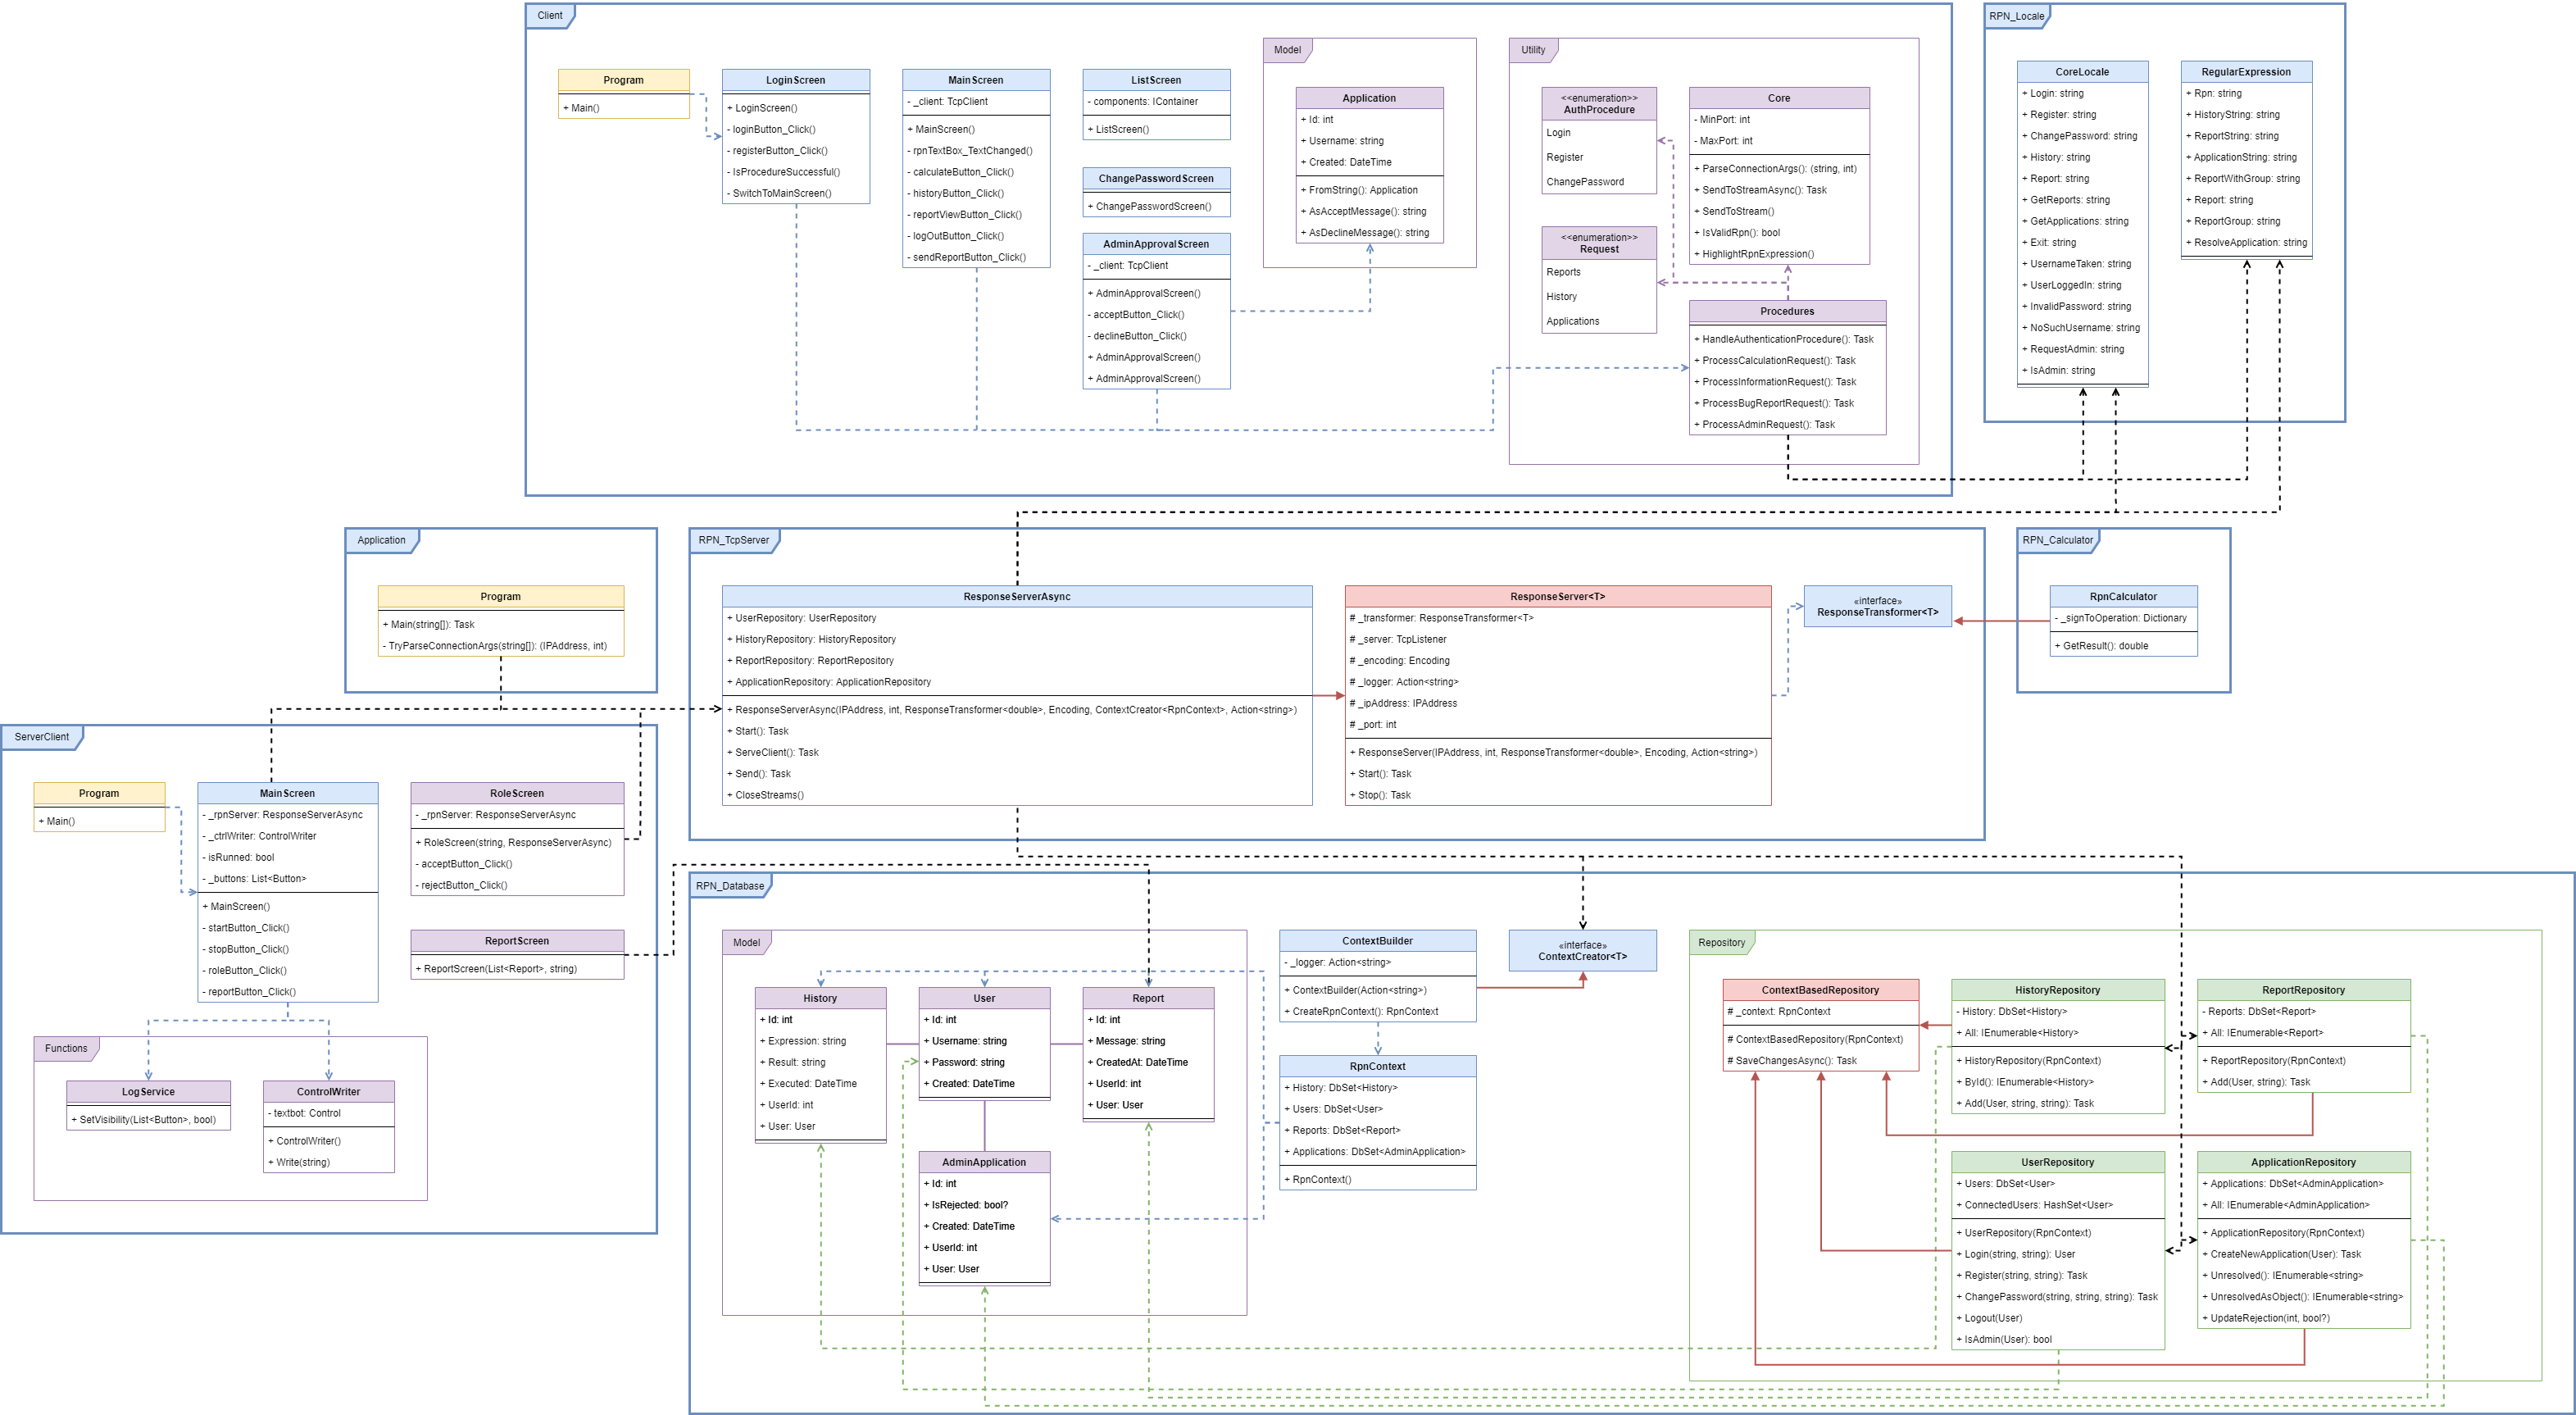 Client
Program
+ Main()
LoginScreen
+ LoginScreen()
- loginButton_Click()
- registerButton_Click()
- IsProcedureSuccessful()
- SwitchToMainScreen()
MainScreen
- _client: TcpClient
+ MainScreen()
- rpnTextBox_TextChanged()
- calculateButton_Click()
- historyButton_Click()
- reportViewButton_Click()
- logOutButton_Click()
- sendReportButton_Click()
ListScreen
- components: IContainer
+ ListScreen()
ChangePasswordScreen
+ ChangePasswordScreen()
AdminApprovalScreen
- _client: TcpClient
+ AdminApprovalScreen()
- acceptButton_Click()
- declineButton_Click()
+ AdminApprovalScreen()
+ AdminApprovalScreen()
Model
Application
+ Id: int
+ Username: string
+ Created: DateTime
+ FromString(): Application
+ AsAcceptMessage(): string
+ AsDeclineMessage(): string
Utility
<<enumeration>>
AuthProcedure
Login
Register
ChangePassword
<<enumeration>>
Request
Reports
History
Applications
Core
- MinPort: int
- MaxPort: int
+ ParseConnectionArgs(): (string, int)
+ SendToStreamAsync(): Task
+ SendToStream()
+ IsValidRpn(): bool
+ HighlightRpnExpression()
Procedures
+ HandleAuthenticationProcedure(): Task
+ ProcessCalculationRequest(): Task
+ ProcessInformationRequest(): Task
+ ProcessBugReportRequest(): Task
+ ProcessAdminRequest(): Task
RPN_Locale
CoreLocale
+ Login: string
+ Register: string
+ ChangePassword: string
+ History: string
+ Report: string
+ GetReports: string
+ GetApplications: string
+ Exit: string
+ UsernameTaken: string
+ UserLoggedIn: string
+ InvalidPassword: string
+ NoSuchUsername: string
+ RequestAdmin: string
+ IsAdmin: string
RegularExpression
+ Rpn: string
+ HistoryString: string
+ ReportString: string
+ ApplicationString: string
+ ReportWithGroup: string
+ Report: string
+ ReportGroup: string
+ ResolveApplication: string
Application
Program
+ Main(string[]): Task
- TryParseConnectionArgs(string[]): (IPAddress, int)
RPN_TcpServer
ResponseServerAsync
+ UserRepository: UserRepository
+ HistoryRepository: HistoryRepository
+ ReportRepository: ReportRepository
+ ApplicationRepository: ApplicationRepository
+ ResponseServerAsync(IPAddress, int, ResponseTransformer<double>, Encoding, ContextCreator<RpnContext>, Action<string>)
+ Start(): Task
+ ServeClient(): Task
+ Send(): Task
+ CloseStreams()
ResponseServer<T>
# _transformer: ResponseTransformer<T>
# _server: TcpListener
# _encoding: Encoding
# _logger: Action<string>
# _ipAddress: IPAddress
# _port: int
+ ResponseServer(IPAddress, int, ResponseTransformer<double>, Encoding, Action<string>)
+ Start(): Task
+ Stop(): Task
«interface»
ResponseTransformer<T>
RPN_Calculator
RpnCalculator
- _signToOperation: Dictionary
+ GetResult(): double
ServerClient
Program
+ Main()
MainScreen
- _rpnServer: ResponseServerAsync
- _ctrlWriter: ControlWriter
- isRunned: bool
- _buttons: List<Button>
+ MainScreen()
- startButton_Click()
- stopButton_Click()
- roleButton_Click()
- reportButton_Click()
RoleScreen
- _rpnServer: ResponseServerAsync
+ RoleScreen(string, ResponseServerAsync)
- acceptButton_Click()
- rejectButton_Click()
ReportScreen
+ ReportScreen(List<Report>, string)
Functions
LogService
+ SetVisibility(List<Button>, bool)
ControlWriter
- textbot: Control
+ ControlWriter()
+ Write(string)
RPN_Database
Model
History
+ Id: int
+ Expression: string
+ Result: string
+ Executed: DateTime
+ UserId: int
+ User: User
User
+ Id: int
+ Username: string
+ Password: string
+ Created: DateTime
Report
+ Id: int
+ Message: string
+ CreatedAt: DateTime
+ UserId: int
+ User: User
AdminApplication
+ Id: int
+ IsRejected: bool?
+ Created: DateTime
+ UserId: int
+ User: User
ContextBuilder
- _logger: Action<string>
+ ContextBuilder(Action<string>)
+ CreateRpnContext(): RpnContext
RpnContext
+ History: DbSet<History>
+ Users: DbSet<User>
+ Reports: DbSet<Report>
+ Applications: DbSet<AdminApplication>
+ RpnContext()
«interface»
ContextCreator<T>
Repository
ContextBasedRepository
# _context: RpnContext
# ContextBasedRepository(RpnContext)
# SaveChangesAsync(): Task
HistoryRepository
- History: DbSet<History>
+ All: IEnumerable<History>
+ HistoryRepository(RpnContext)
+ ById(): IEnumerable<History>
+ Add(User, string, string): Task
ReportRepository
- Reports: DbSet<Report>
+ All: IEnumerable<Report>
+ ReportRepository(RpnContext)
+ Add(User, string): Task
UserRepository
+ Users: DbSet<User>
+ ConnectedUsers: HashSet<User>
+ UserRepository(RpnContext)
+ Login(string, string): User
+ Register(string, string): Task
+ ChangePassword(string, string, string): Task
+ Logout(User)
+ IsAdmin(User): bool
ApplicationRepository
+ Applications: DbSet<AdminApplication>
+ All: IEnumerable<AdminApplication>
+ ApplicationRepository(RpnContext)
+ CreateNewApplication(User): Task
+ Unresolved(): IEnumerable<string>
+ UnresolvedAsObject(): IEnumerable<string>
+ UpdateRejection(int, bool?)